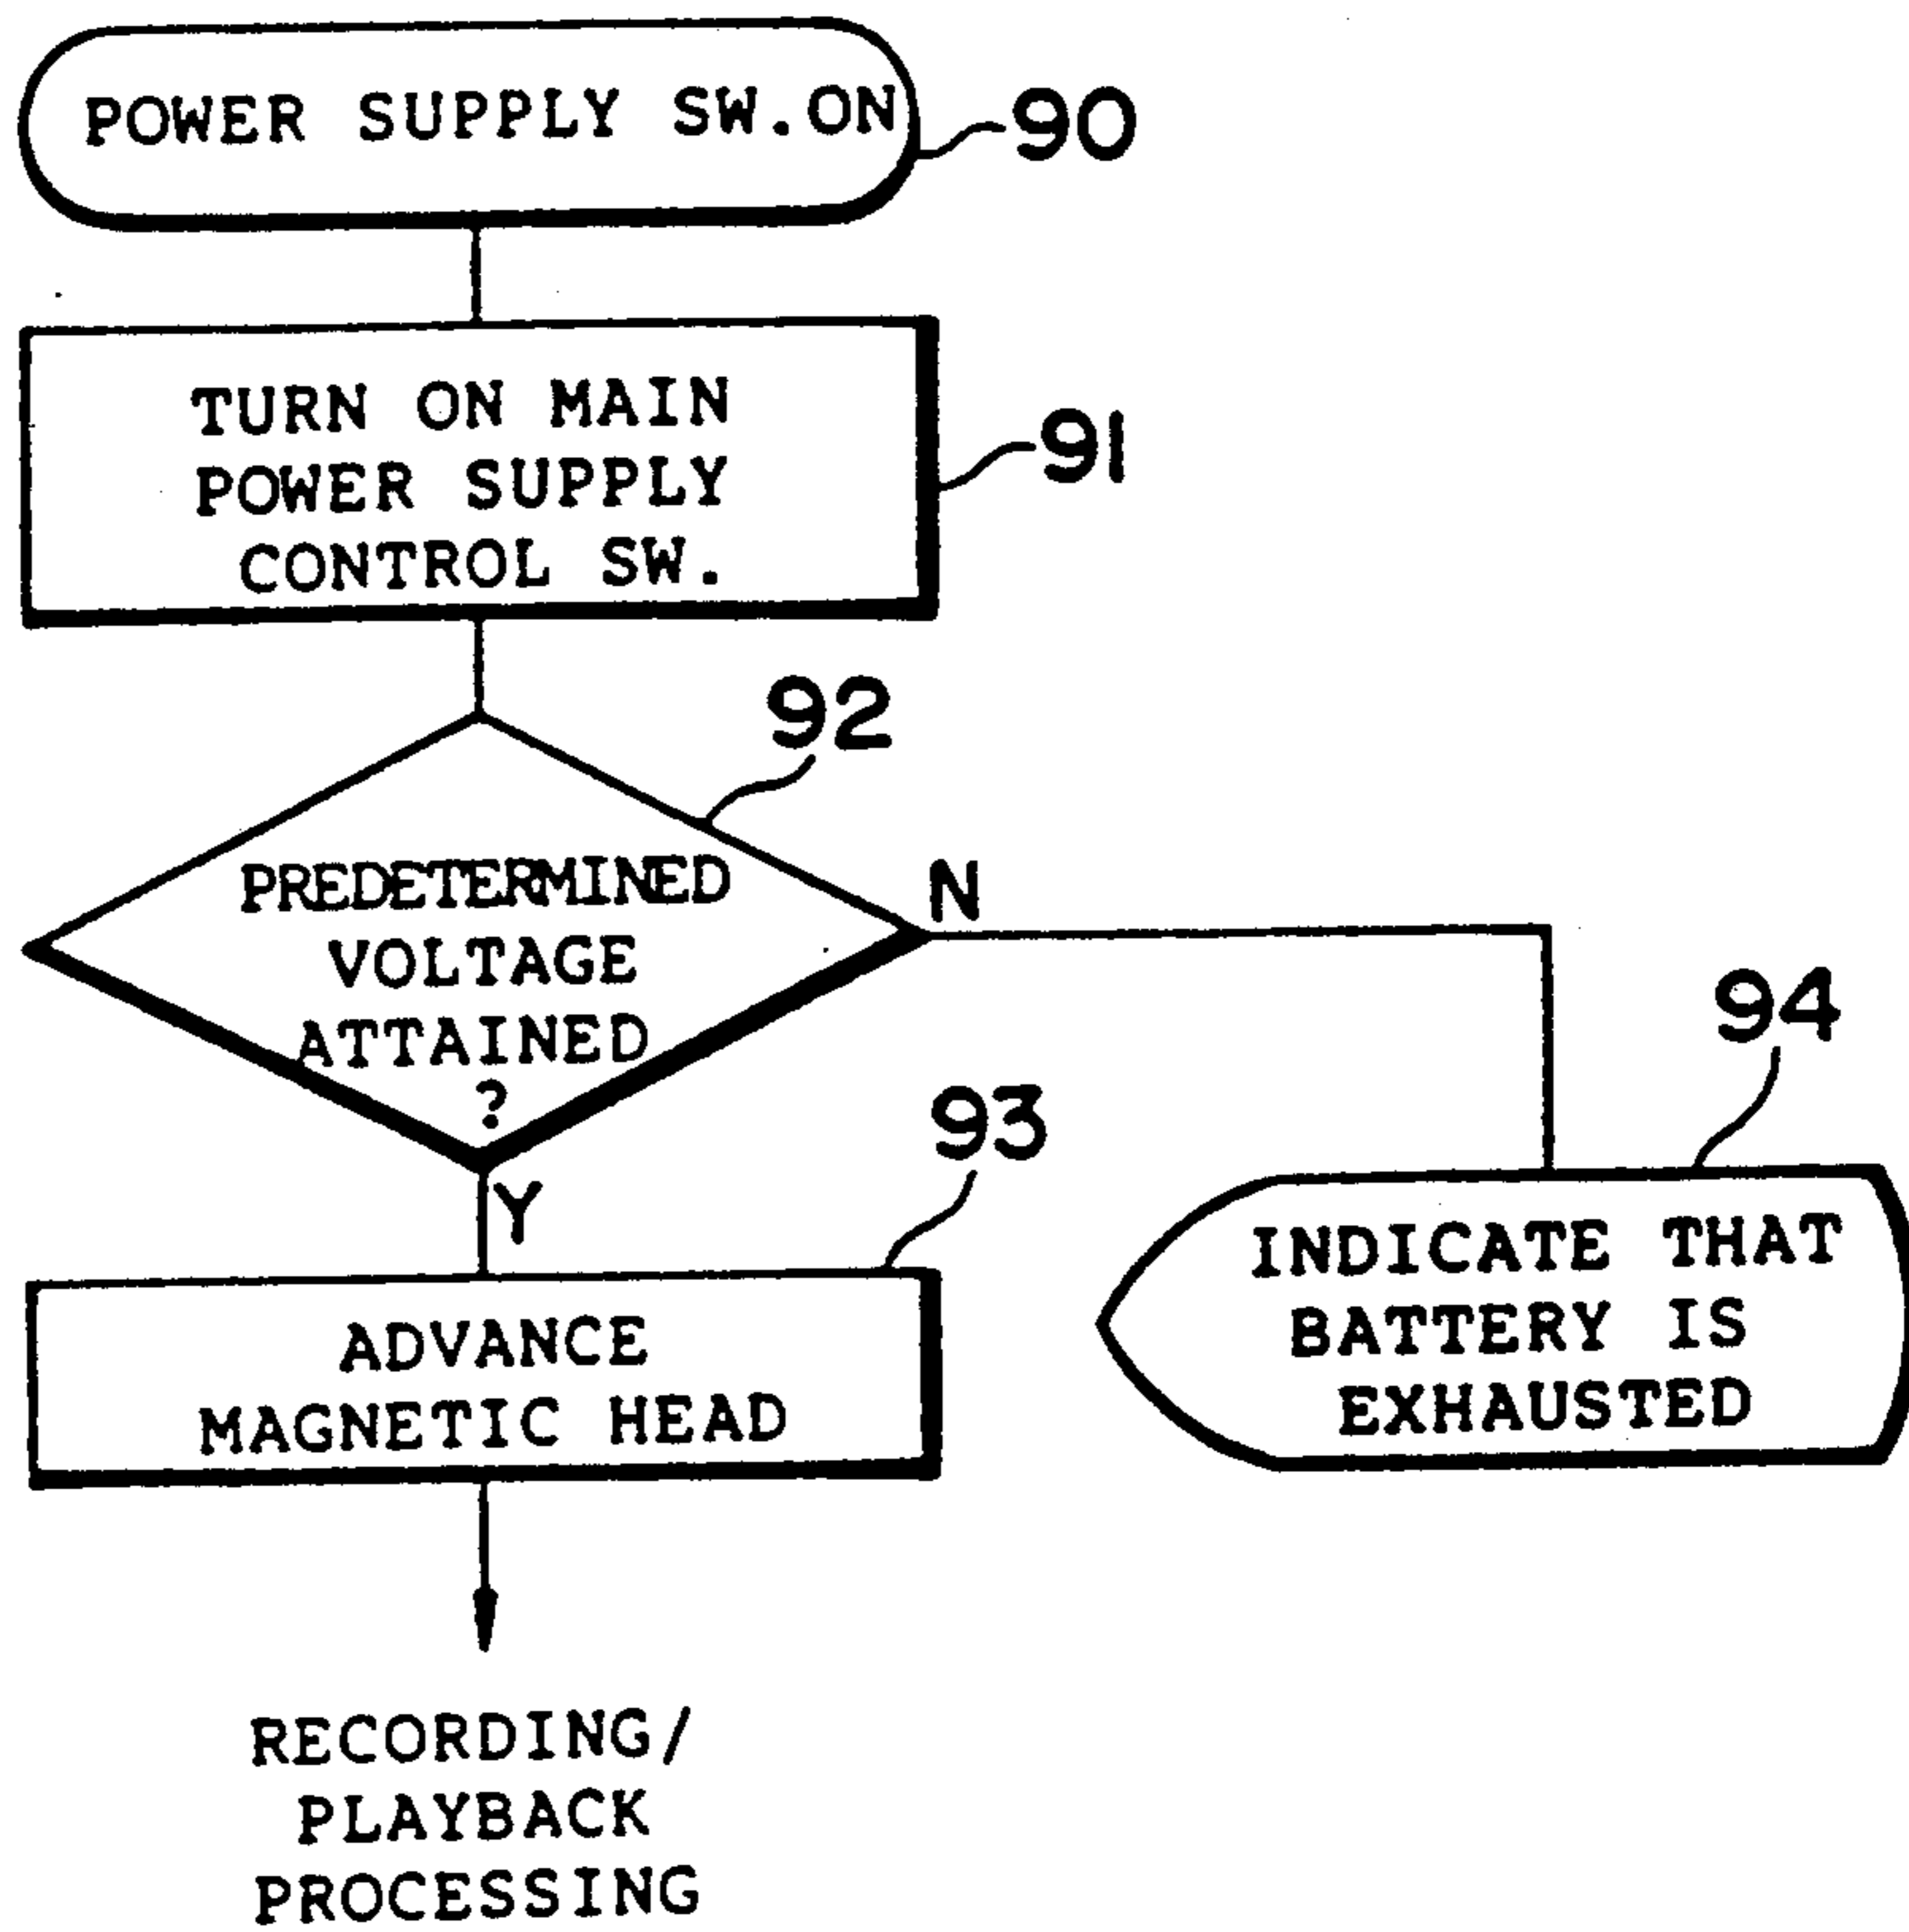 POWER SUPPLY SW.ON
90
TURN ON MAIN
POWER SUPPLY
CONTROL SW.
91
92
PREDETERMINED
VOLTAGE
ATTAINED
?
N
Y
93
ADVANCE
MAGNETIC HEAD
94
INDICATE THAT
BATTERY IS
EXHAUSTED
RECORDING/
PLAYBACK
PROCESSING